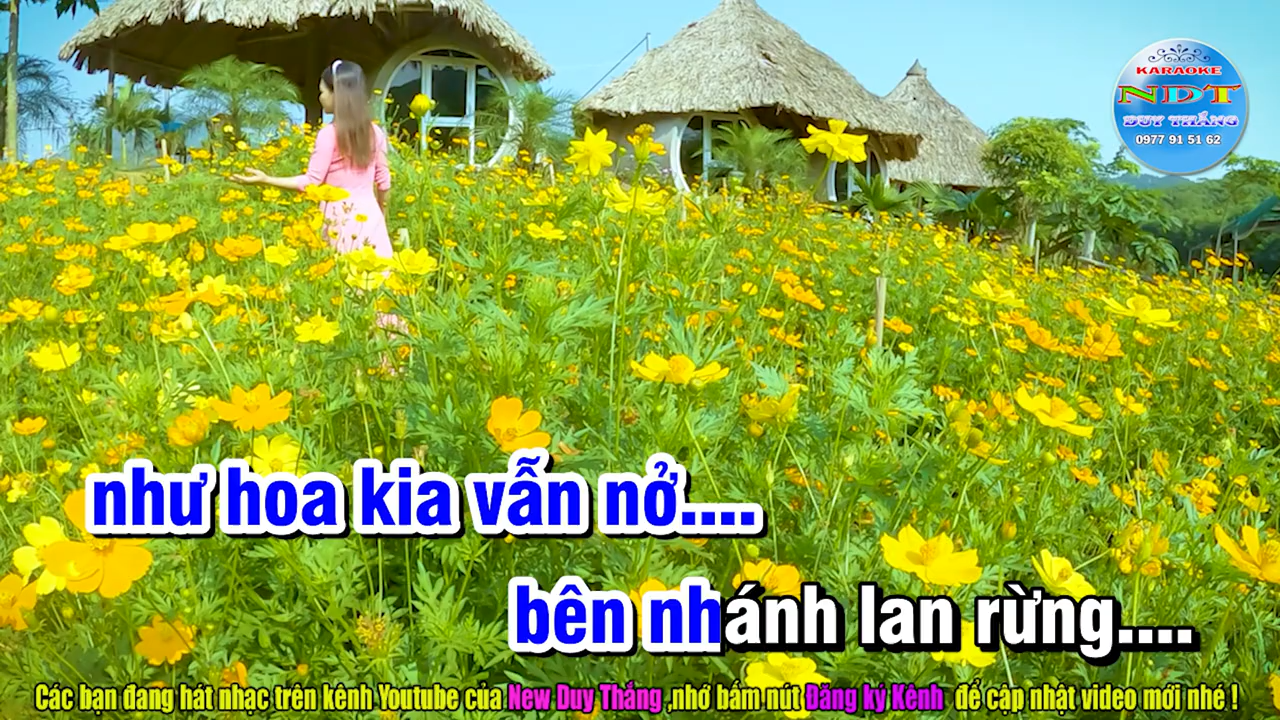 KARAOKE
NDT
DUY THẮNG
0977 91 51 62
như hoa kia vẫn nở....
bên nhánh lan rừng....
Các bạn đang hát nhạc trên kênh Youtube của New Duy Thắng ,nhớ bấm nút Đăng ký Kênh để cập nhật video mới nhé !